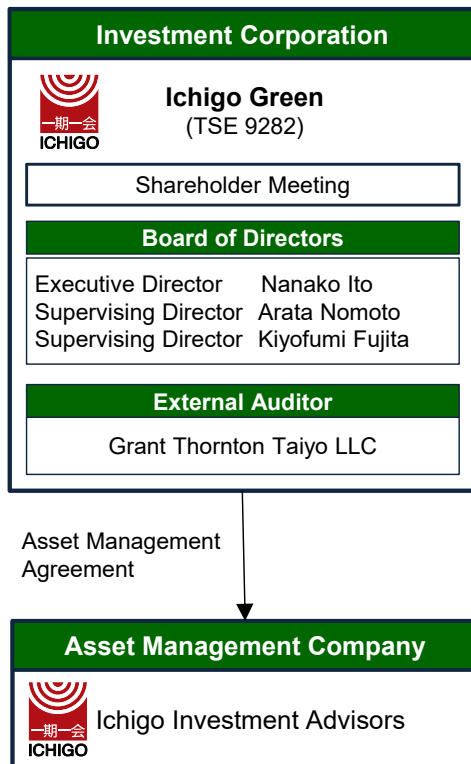 Investment Corporation
一期一会
ICHIGO
Ichigo Green
(TSE 9282)
Shareholder Meeting
Board of Directors
Executive Director Nanako Ito
Supervising Director Arata Nomoto
Supervising Director Kiyofumi Fujita
External Auditor
Grant Thornton Taiyo LLC
Asset Management
Agreement
Asset Management Company
一期一会
ICHIGO
Ichigo Investment Advisors